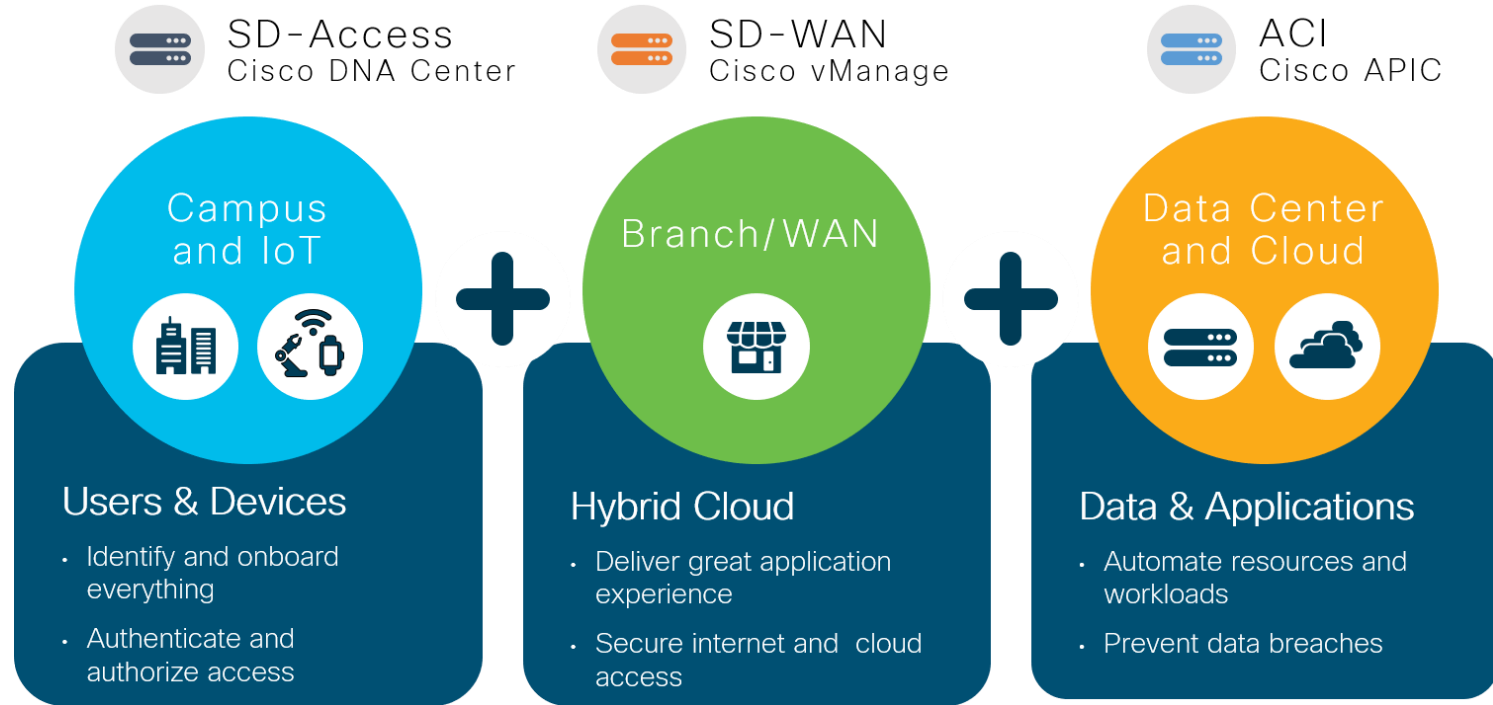 SD-Access
Cisco DNA Center
SD-WAN
Cisco vManage
ACI
Cisco APIC
Campus
and IoT
Branch/WAN
Data Center
and Cloud
Users & Devices
• Identify and onboard
everything
• Authenticate and
authorize access
Hybrid Cloud
• Deliver great application
experience
• Secure internet and cloud
access
Data & Applications
• Automate resources and
workloads
• Prevent data breaches